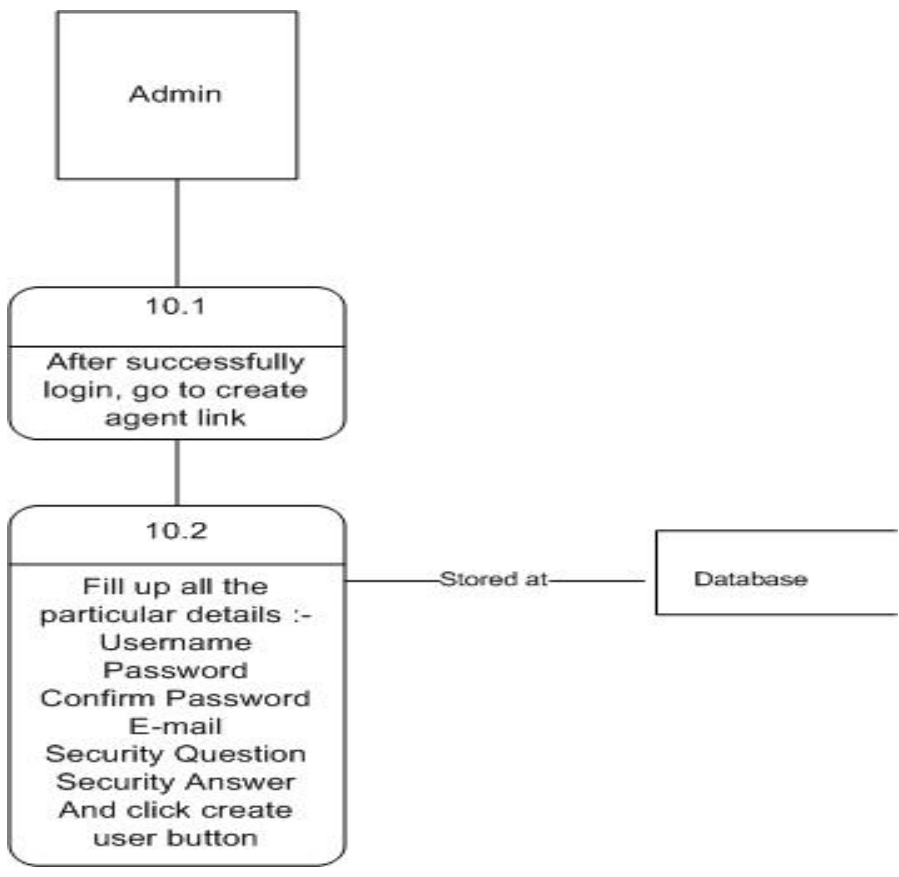 Admin
10.1
After successfully
login, go to create
agent link
10.2
Fill up all the
particular details :-
Username
Password
Confirm Password
E-mail
Security Question
Security Answer
And click create
user button
Stored at
Database